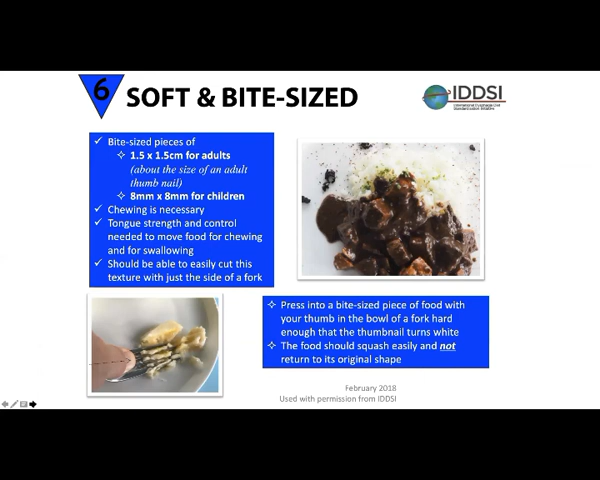 6
SOFT & BITE-SIZED
IDDSI
International Dysphagia Diet
Standardisation Initiative
✓ Bite-sized pieces of
❖ 1.5 x 1.5cm for adults
(about the size of an adult
thumb nail)
❖ 8mm x 8mm for children
✓ Chewing is necessary
✓ Tongue strength and control
needed to move food for chewing
and for swallowing
✓ Should be able to easily cut this
texture with just the side of a fork
❖ Press into a bite-sized piece of food with
your thumb in the bowl of a fork hard
enough that the thumbnail turns white
❖ The food should squash easily and not
return to its original shape
February 2018
Used with permission from IDDSI